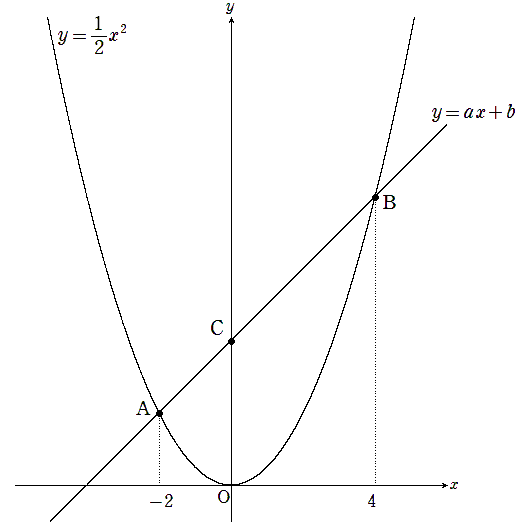 y
y = 1/2 x²
y = ax + b
B
C
A
O
−2
4
x